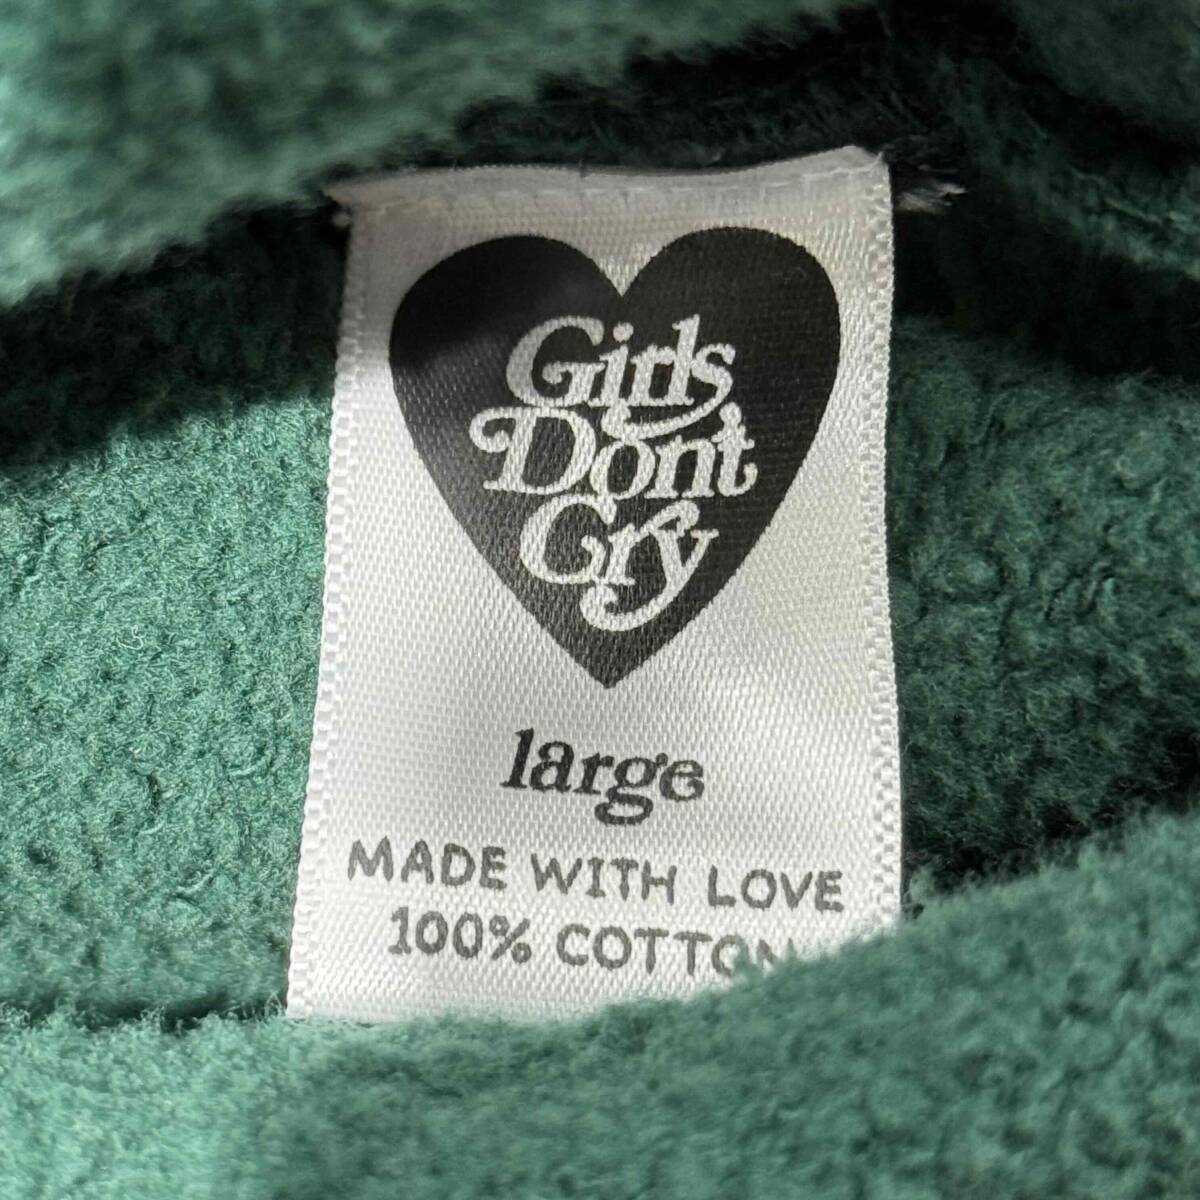 Girls
Don't
Cry
large
MADE WITH LOVE
100% COTTON